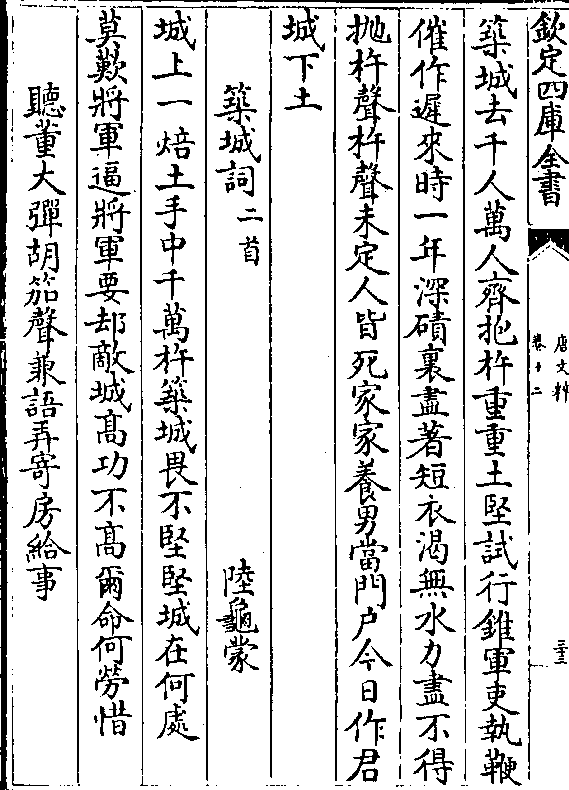 欽定四庫全書
唐文粹
卷十二
三三
築城去千人萬人齊抱杵重重土堅試行錐軍吏執鞭
催作遲來時一年深磧裏盡著短衣渴無水力盡不得
抛杵聲杵聲未定人皆死家家養男當門户今日作君
城下土
築城詞二首 陸龜蒙
城上一㟝土手中千萬杵築城畏不堅堅城在何處
莫歎將軍逼將軍要却敵城髙功不髙爾命何勞惜
聽董大彈胡笳聲兼語弄寄房給事